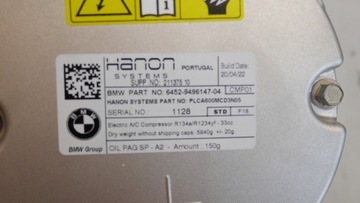 Hanon
SYSTEMS
PORTUGAL
Build Date:
20/04/22
SUPP NO: 211378 10
BMW PART NO: 6452-9496147-04
CMP01
HANON SYSTEMS PART NO: PLCA600MCD3N05
SERIAL NO :
1128
STD
F18
Electric A/C Compressor R134a/R1234yf - 33cc
Dry weight without shipping caps: 5940g +/- 20g
BMW Group
OIL PAG SP - A2 - Amount : 150g